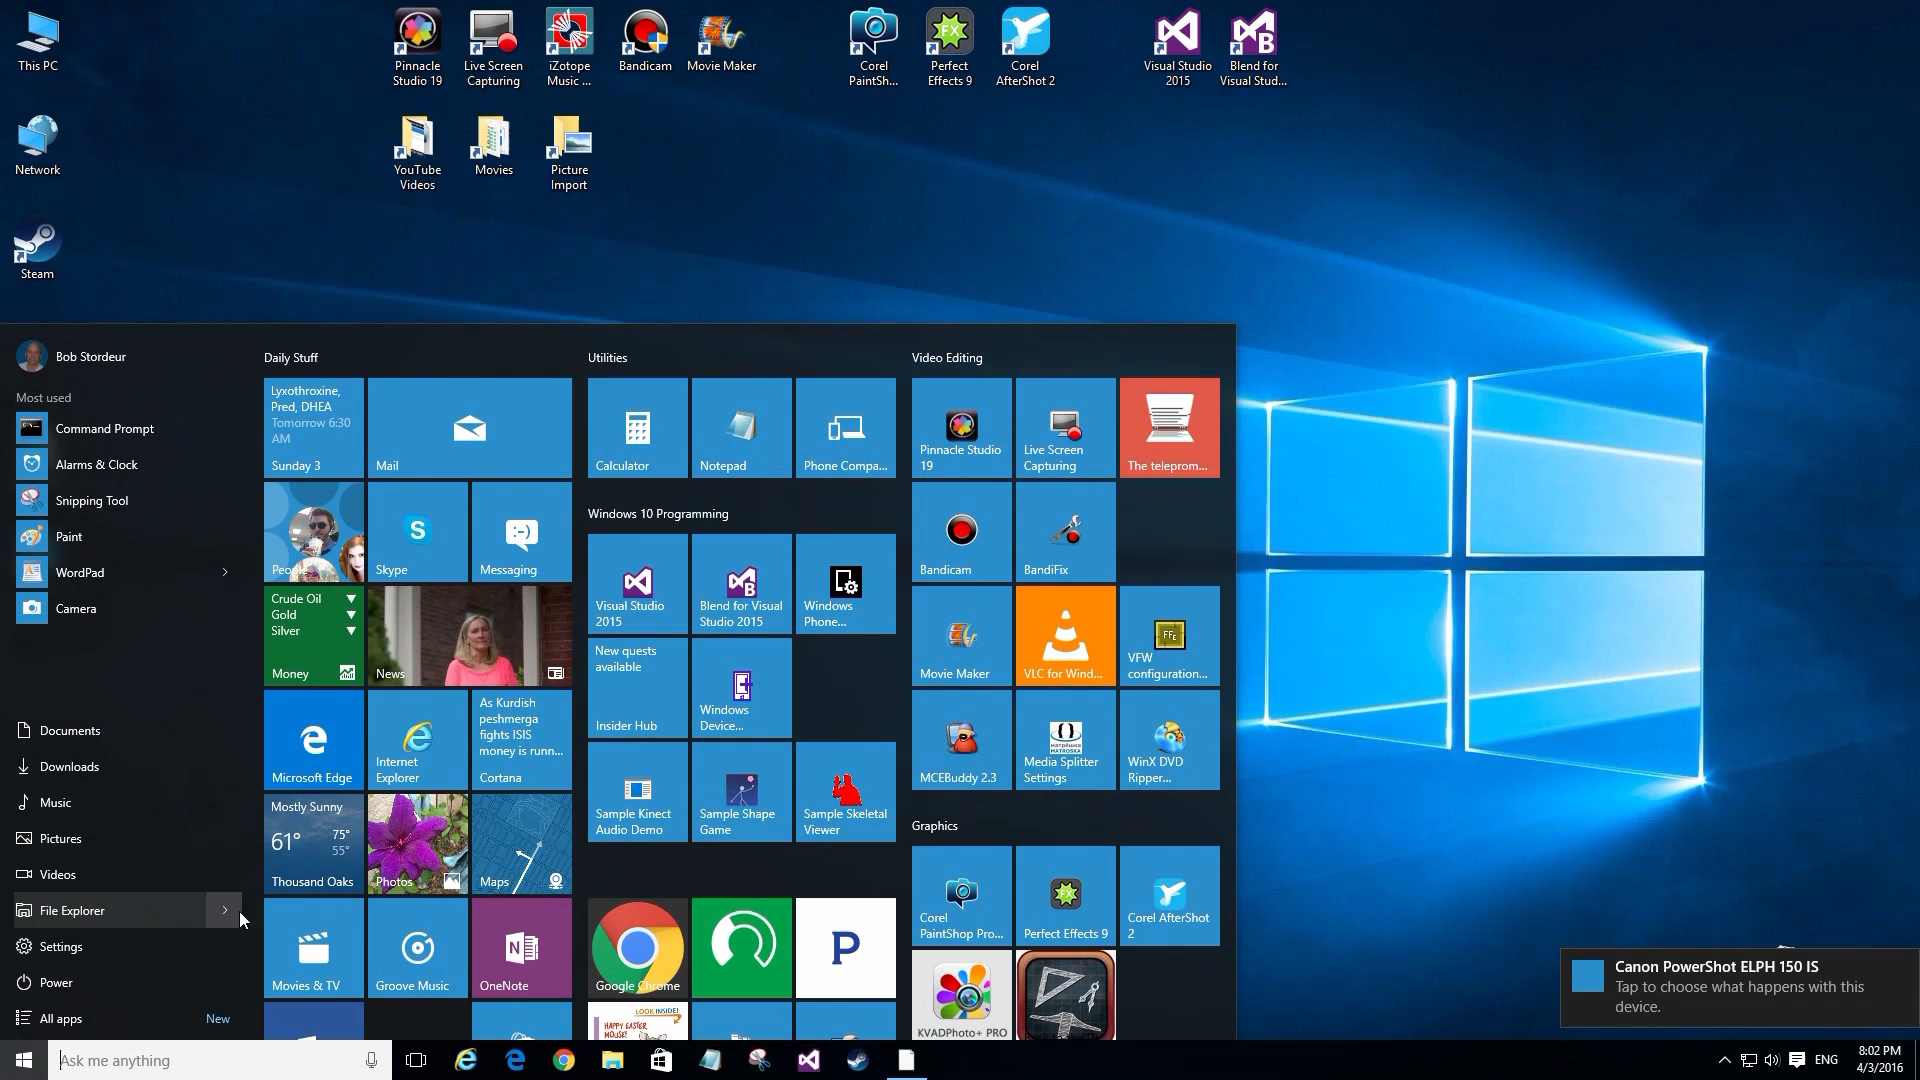 This PC
Pinnacle
Studio 19
Live Screen
Capturing
iZotope
Music ...
Bandicam
Movie Maker
Corel
PaintSh...
Perfect
Effects 9
Corel
AfterShot 2
Visual Studio
2015
Blend for
Visual Stud...
Network
YouTube
Videos
Movies
Picture
Import
Steam
Bob Stordeur
Most used
Command Prompt
Alarms & Clock
Snipping Tool
Paint
WordPad
Camera
Documents
Downloads
Music
Pictures
Videos
File Explorer
Settings
Power
All apps
New
Daily Stuff
Lyxothroxine,
Pred, DHEA
Tomorrow 6:30
AM
Sunday 3
Mail
People
Skype
Messaging
Crude Oil
Gold
Silver
Money
News
Microsoft Edge
Internet
Explorer
As Kurdish
peshmerga
fights ISIS
money is runn...
Cortana
Mostly Sunny
61°
75°
55°
Thousand Oaks
Photos
Maps
Movies & TV
Groove Music
OneNote
Utilities
Calculator
Notepad
Phone Compa...
Windows 10 Programming
Visual Studio
2015
Blend for Visual
Studio 2015
Windows
Phone...
New quests
available
Insider Hub
Windows
Device...
Sample Kinect
Audio Demo
Sample Shape
Game
Sample Skeletal
Viewer
Google Chrome
P
LOOK INSIDE!
HAPPY EASTER,
MOUSE!
Video Editing
Pinnacle Studio
19
Live Screen
Capturing
The teleprom...
Bandicam
BandiFix
Movie Maker
VLC for Wind...
VFW
configuration...
MCEBuddy 2.3
Media Splitter
Settings
WinX DVD
Ripper...
Graphics
Corel
PaintShop Pro...
Perfect Effects 9
Corel AfterShot
2
KVADPhoto+ PRO
Canon PowerShot ELPH 150 IS
Tap to choose what happens with this
device.
Ask me anything
ENG
8:02 PM
4/3/2016